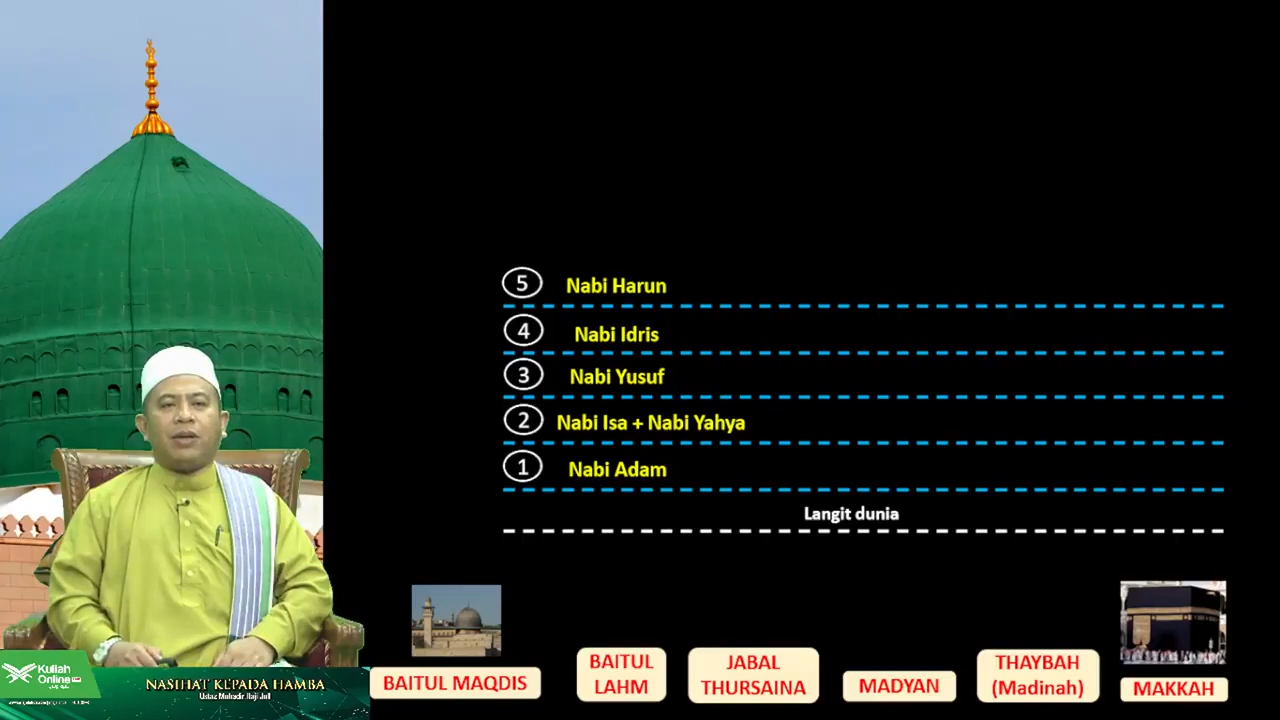 5 Nabi Harun
4 Nabi Idris
3 Nabi Yusuf
2 Nabi Isa + Nabi Yahya
1 Nabi Adam
Langit dunia
BAITUL MAQDIS
BAITUL
LAHM
JABAL
THURSAINA
MADYAN
THAYBAH
(Madinah)
MAKKAH
Kuliah
Online
NASIHAT KEPADA HAMBA